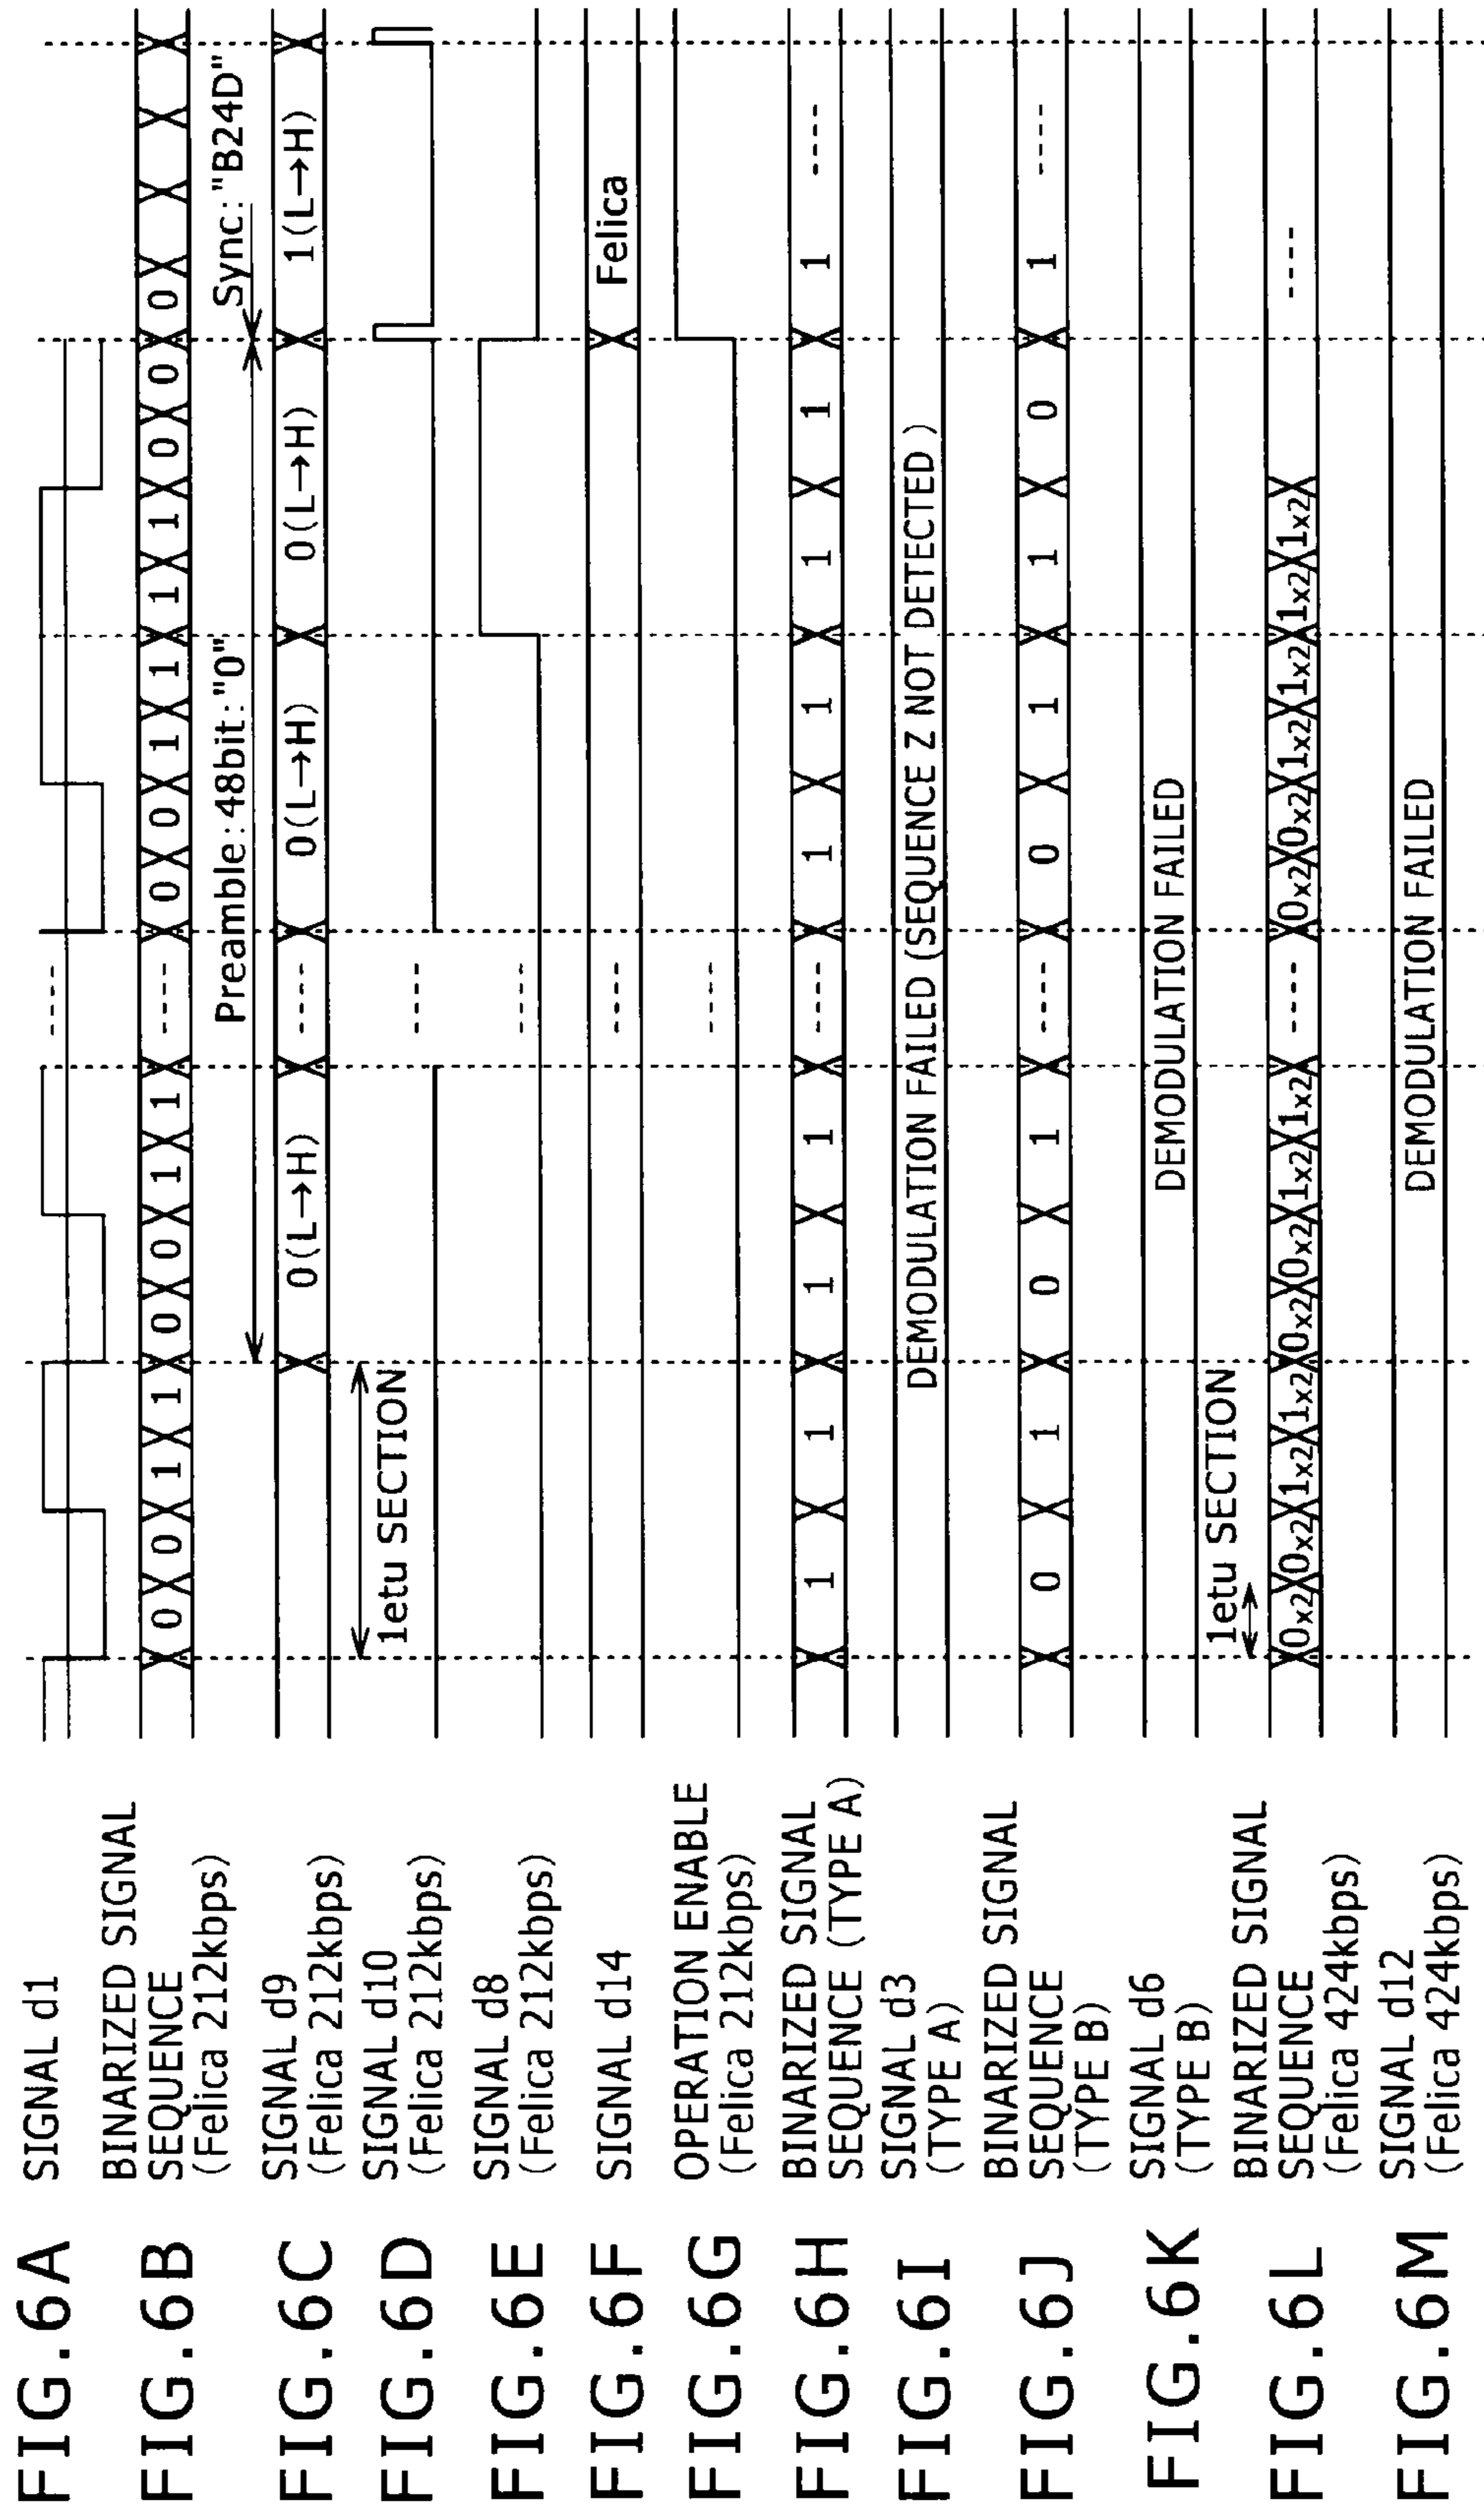 FIG.6A
SIGNAL d1
----
FIG.6B
BINARIZED SIGNAL
SEQUENCE
(Felica 212kbps)
0 0 1 1 0 0 1 1 ---- 0 0 1 1 1 1 0 0 0
Preamble:48bit:"0"
Sync:"B24D"
FIG.6C
SIGNAL d9
(Felica 212kbps)
0(L→H) ---- 0(L→H) 0(L→H) 1(L→H)
1etu SECTION
FIG.6D
SIGNAL d10
(Felica 212kbps)
----
FIG.6E
SIGNAL d8
(Felica 212kbps)
----
FIG.6F
SIGNAL d14
----
Felica
FIG.6G
OPERATION ENABLE
(Felica 212kbps)
----
FIG.6H
BINARIZED SIGNAL
SEQUENCE (TYPE A)
1 1 1 1 ---- 1 1 1 1 1 ----
FIG.6I
SIGNAL d3
(TYPE A)
DEMODULATION FAILED (SEQUENCE Z NOT DETECTED)
FIG.6J
BINARIZED SIGNAL
SEQUENCE
(TYPE B)
0 1 0 1 ---- 0 1 1 0 1 ----
FIG.6K
SIGNAL d6
(TYPE B)
DEMODULATION FAILED
1etu SECTION
FIG.6L
BINARIZED SIGNAL
SEQUENCE
(Felica 424kbps)
0x2 0x2 1x2 1x2 0x2 0x2 1x2 1x2 ---- 0x2 0x2 1x2 1x2 1x2 1x2 ----
FIG.6M
SIGNAL d12
(Felica 424kbps)
DEMODULATION FAILED